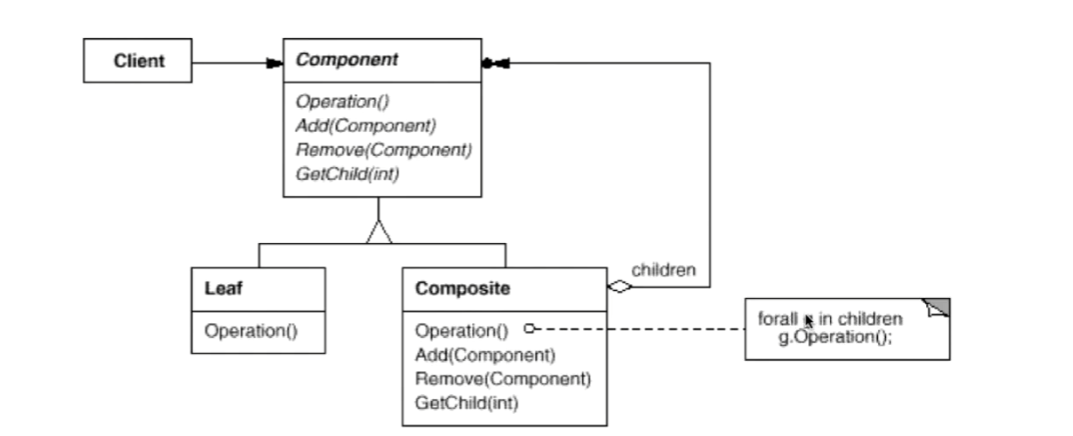 Client
Component
Operation()
Add(Component)
Remove(Component)
GetChild(int)
children
Leaf
Operation()
Composite
Operation()
Add(Component)
Remove(Component)
GetChild(int)
forall in children
g.Operation();